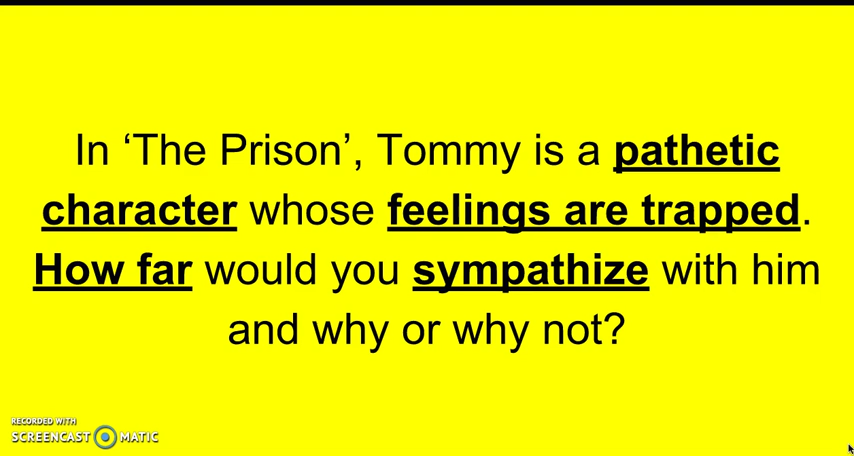 In ‘The Prison’, Tommy is a pathetic
character whose feelings are trapped.
How far would you sympathize with him
and why or why not?
RECORDED WITH
SCREENCAST MATIC